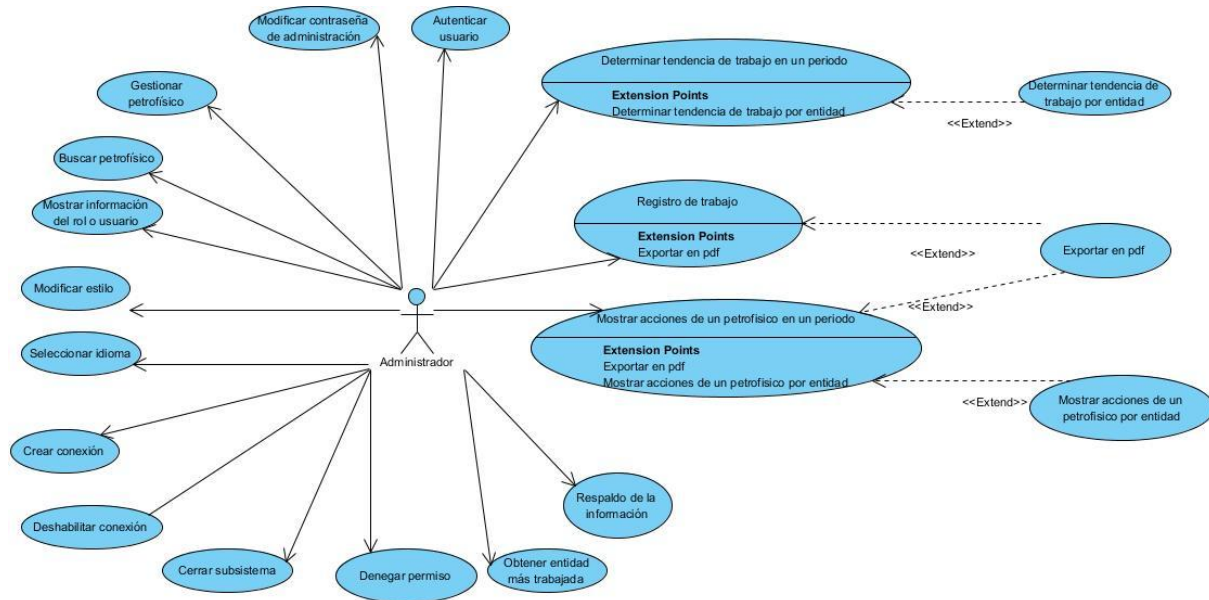 Modificar contraseña
de administración
Autenticar
usuario
Determinar tendencia de trabajo en un periodo
Extension Points
Determinar tendencia de trabajo por entidad
Determinar tendencia de
trabajo por entidad
<<Extend>>
Gestionar
petrofísico
Buscar petrofísico
Mostrar información
del rol o usuario
Registro de trabajo
Extension Points
Exportar en pdf
<<Extend>>
Exportar en pdf
Modificar estilo
<<Extend>>
Mostrar acciones de un petrofisico en un periodo
Extension Points
Exportar en pdf
Mostrar acciones de un petrofisico por entidad
Seleccionar idioma
Administrador
<<Extend>>
Mostrar acciones de un
petrofisico por entidad
Crear conexión
Deshabilitar conexión
Cerrar subsistema
Denegar permiso
Obtener entidad
más trabajada
Respaldo de la
información